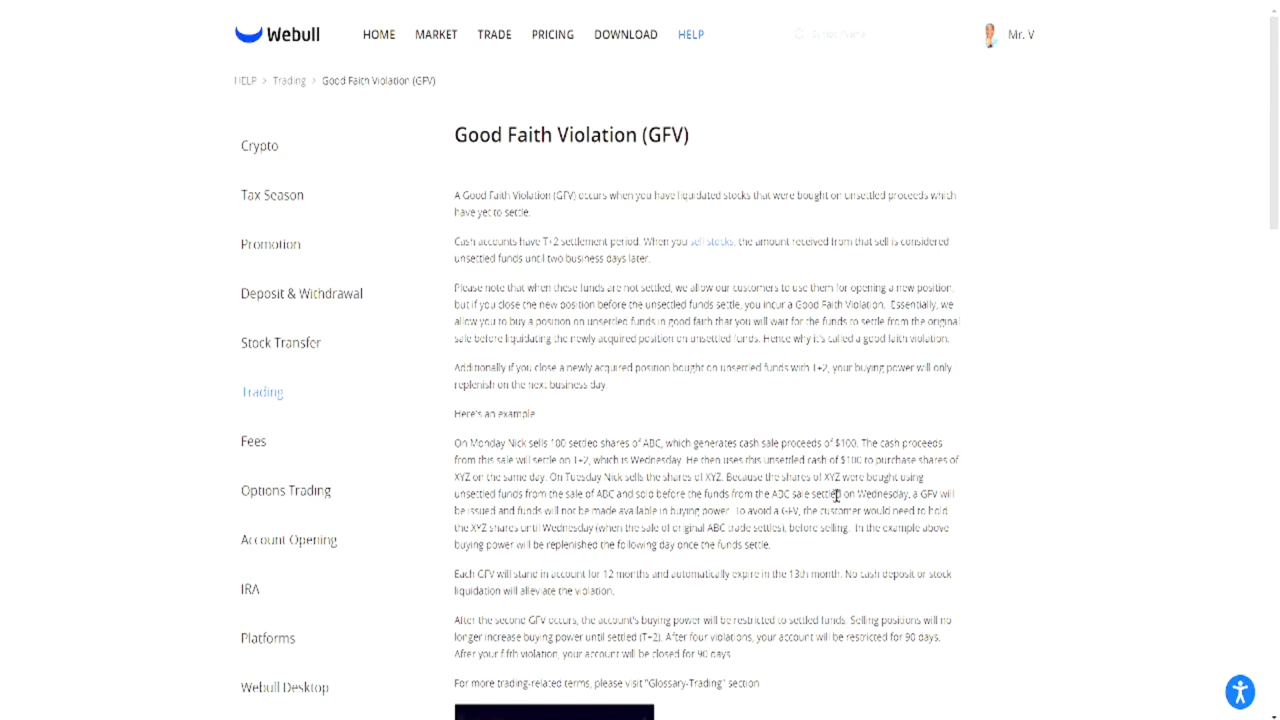 Webull HOME MARKET TRADE PRICING DOWNLOAD HELP Mr. V
HELP > Trading > Good Faith Violation (GFV)
Crypto
Tax Season
Promotion
Deposit & Withdrawal
Stock Transfer
Trading
Fees
Options Trading
Account Opening
IRA
Platforms
Webull Desktop
Good Faith Violation (GFV)
A Good Faith Violation (GFV) occurs when you have liquidated stocks that were bought on unsettled proceeds which
have yet to settle.
Cash accounts have T+2 settlement period. When you sell stocks, the amount received from that sell is considered
unsettled funds until two business days later.
Please note that when these funds are not settled, we allow our customers to use them for opening a new position,
but if you close the new position before the unsettled funds settle, you incur a Good Faith Violation. Essentially, we
allow you to buy a position on unsettled funds in good faith that you will wait for the funds to settle from the original
sale before liquidating the newly acquired position on unsettled funds. Hence why it's called a good faith violation.
Additionally if you close a newly acquired position bought on unsettled funds with T+2, your buying power will only
replenish on the next business day
Here's an example
On Monday Nick sells 100 settled shares of ABC, which generates cash sale proceeds of $100. The cash proceeds
from this sale will settle on T+2, which is Wednesday. He then uses this unsettled cash of $100 to purchase shares of
XYZ on the same day. On Tuesday Nick sells the shares of XYZ. Because the shares of XYZ were bought using
unsettled funds from the sale of ABC and sold before the funds from the ABC sale settled on Wednesday, a GFV will
be issued and funds will not be made available in buying power. To avoid a GFV, the customer would need to hold
the XYZ shares until Wednesday (when the sale of original ABC trade settles), before selling. In the example above
buying power will be replenished the following day once the funds settle.
Each GFV will stand in account for 12 months and automatically expire in the 13th month. No cash deposit or stock
liquidation will alleviate the violation.
After the second GFV occurs, the account's buying power will be restricted to settled funds. Selling positions will no
longer increase buying power until settled (T+2). After four violations, your account will be restricted for 90 days.
After your fifth violation, your account will be closed for 90 days
For more trading-related terms, please visit "Glossary-Trading" section